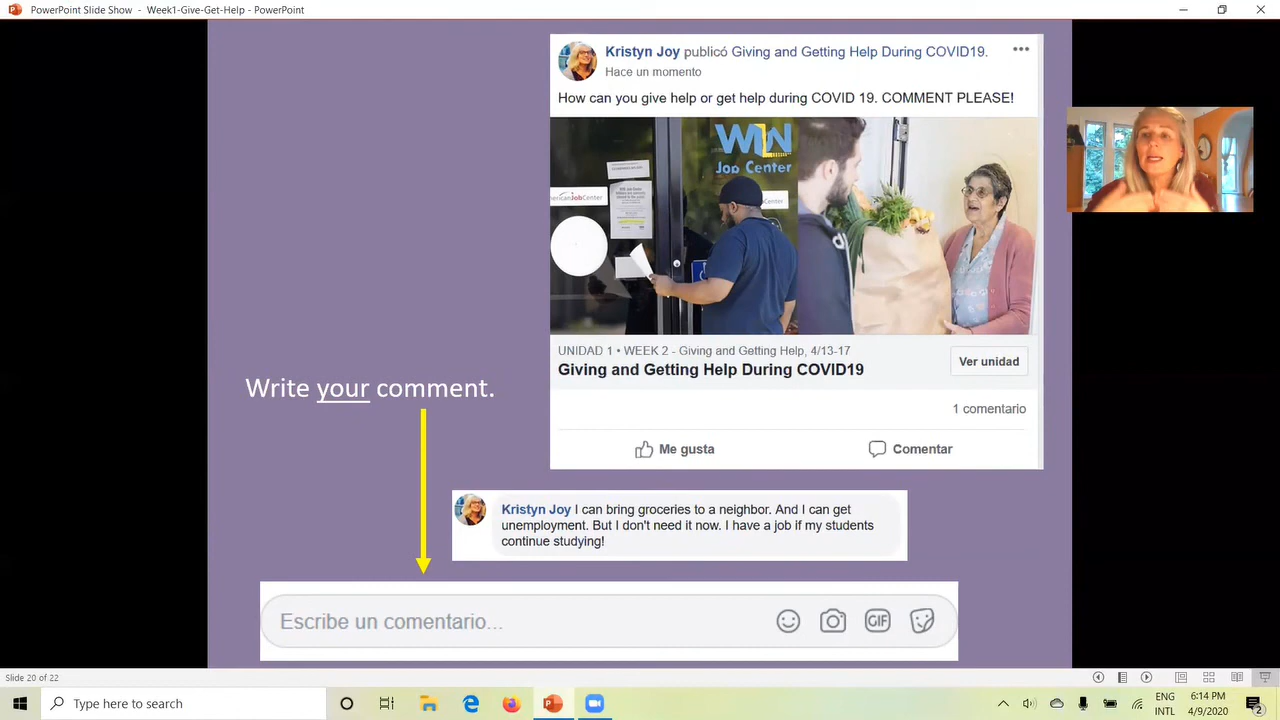 PowerPoint Slide Show - Week1-Give-Get-Help - PowerPoint
Kristyn Joy publicó Giving and Getting Help During COVID19.
Hace un momento
How can you give help or get help during COVID 19. COMMENT PLEASE!
Job Center
UNIDAD 1 • WEEK 2 - Giving and Getting Help, 4/13-17
Giving and Getting Help During COVID19
Ver unidad
1 comentario
Me gusta
Comentar
Write your comment.
Kristyn Joy I can bring groceries to a neighbor. And I can get
unemployment. But I don't need it now. I have a job if my students
continue studying!
Escribe un comentario...
GIF
Slide 20 of 22
Type here to search
ENG
INTL
6:14 PM
4/9/2020
2